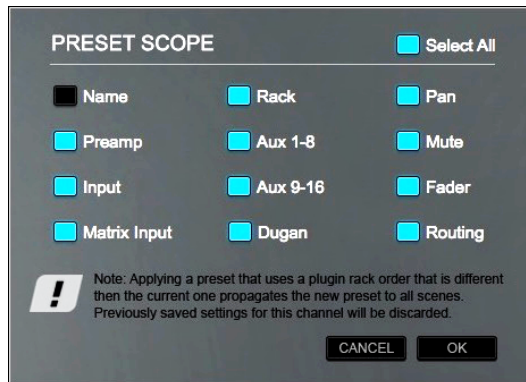 PRESET SCOPE
Select All
Name
Rack
Pan
Preamp
Aux 1-8
Mute
Input
Aux 9-16
Fader
Matrix Input
Dugan
Routing
Note: Applying a preset that uses a plugin rack order that is different
then the current one propagates the new preset to all scenes.
Previously saved settings for this channel will be discarded.
CANCEL
OK